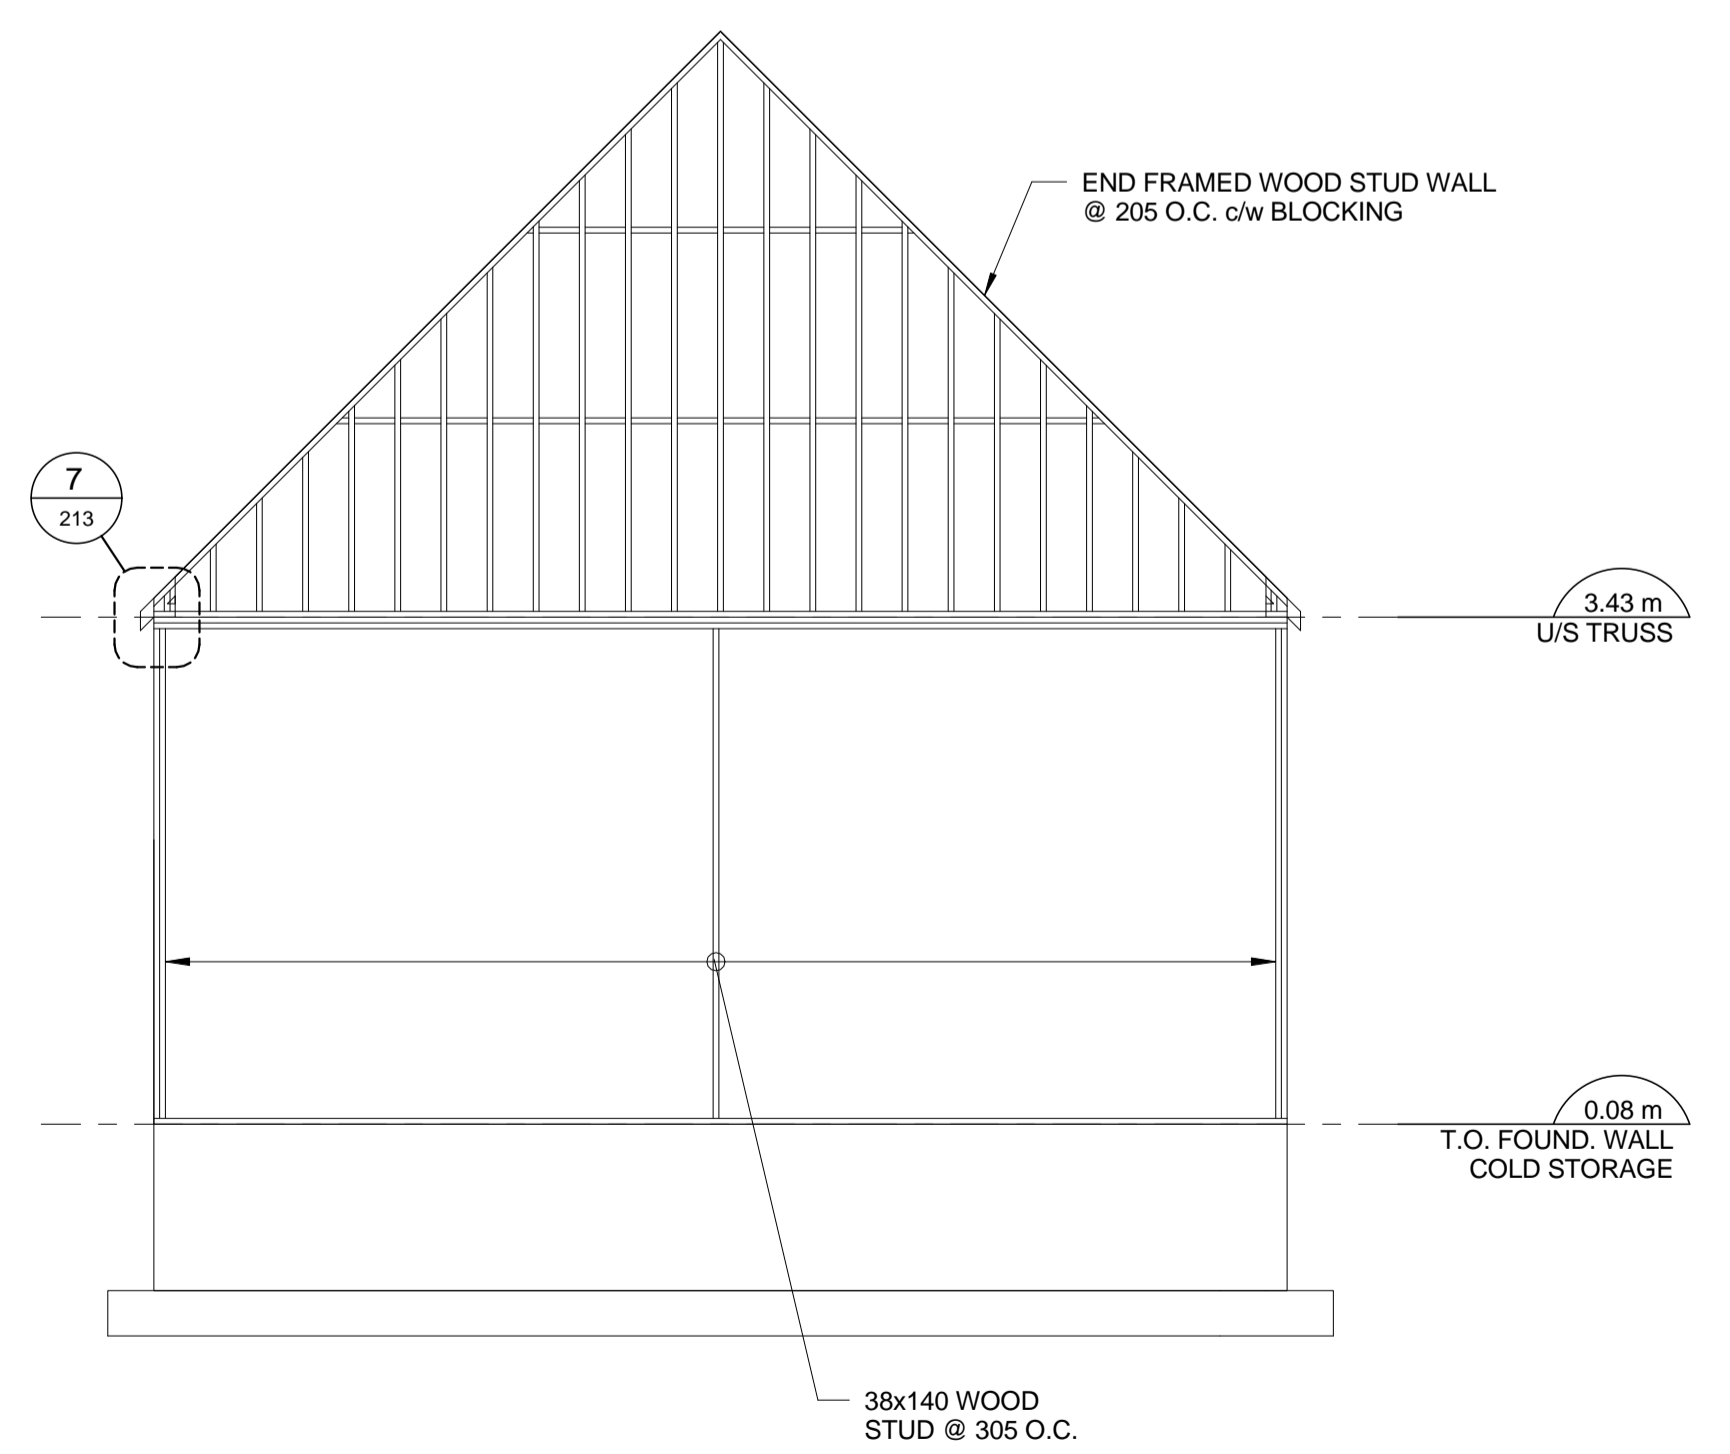 END FRAMED WOOD STUD WALL
@ 205 O.C. c/w BLOCKING
7
213
3.43 m
U/S TRUSS
0.08 m
T.O. FOUND. WALL
COLD STORAGE
38x140 WOOD
STUD @ 305 O.C.